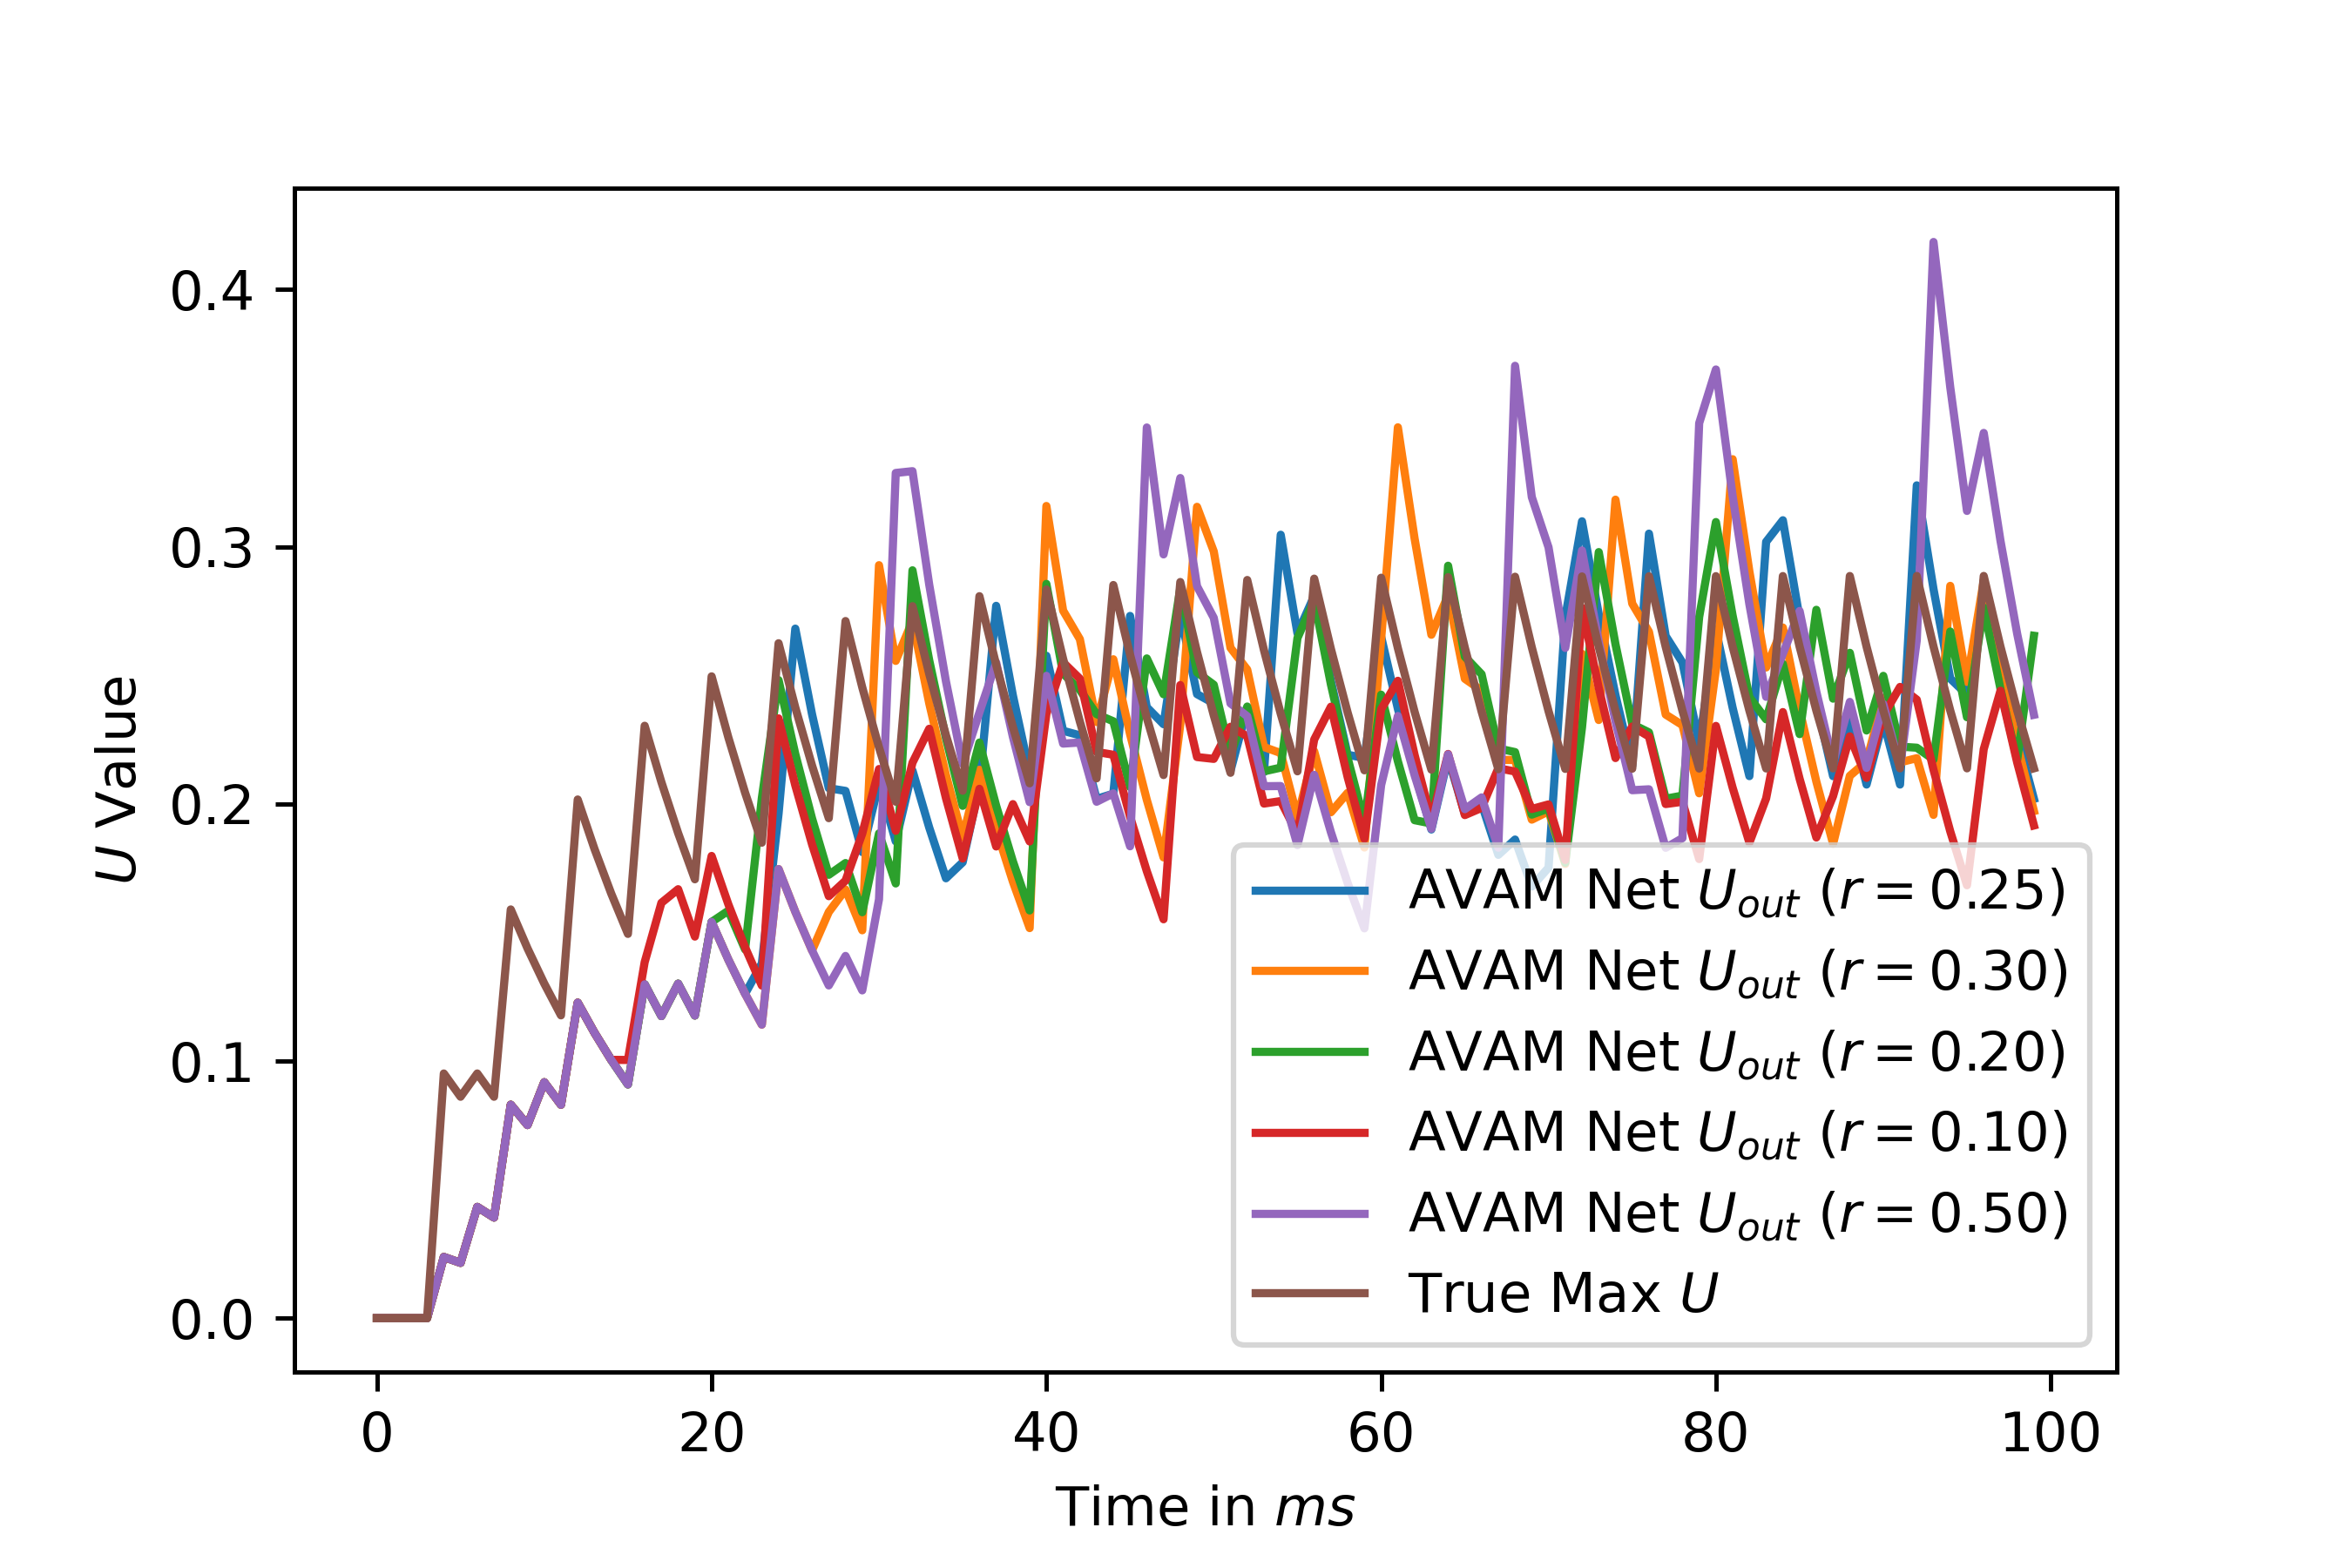 0.4
0.3
0.2
0.1
0.0
U Value
0 20 40 60 80 100
Time in ms
AVAM Net U_out (r = 0.25)
AVAM Net U_out (r = 0.30)
AVAM Net U_out (r = 0.20)
AVAM Net U_out (r = 0.10)
AVAM Net U_out (r = 0.50)
True Max U